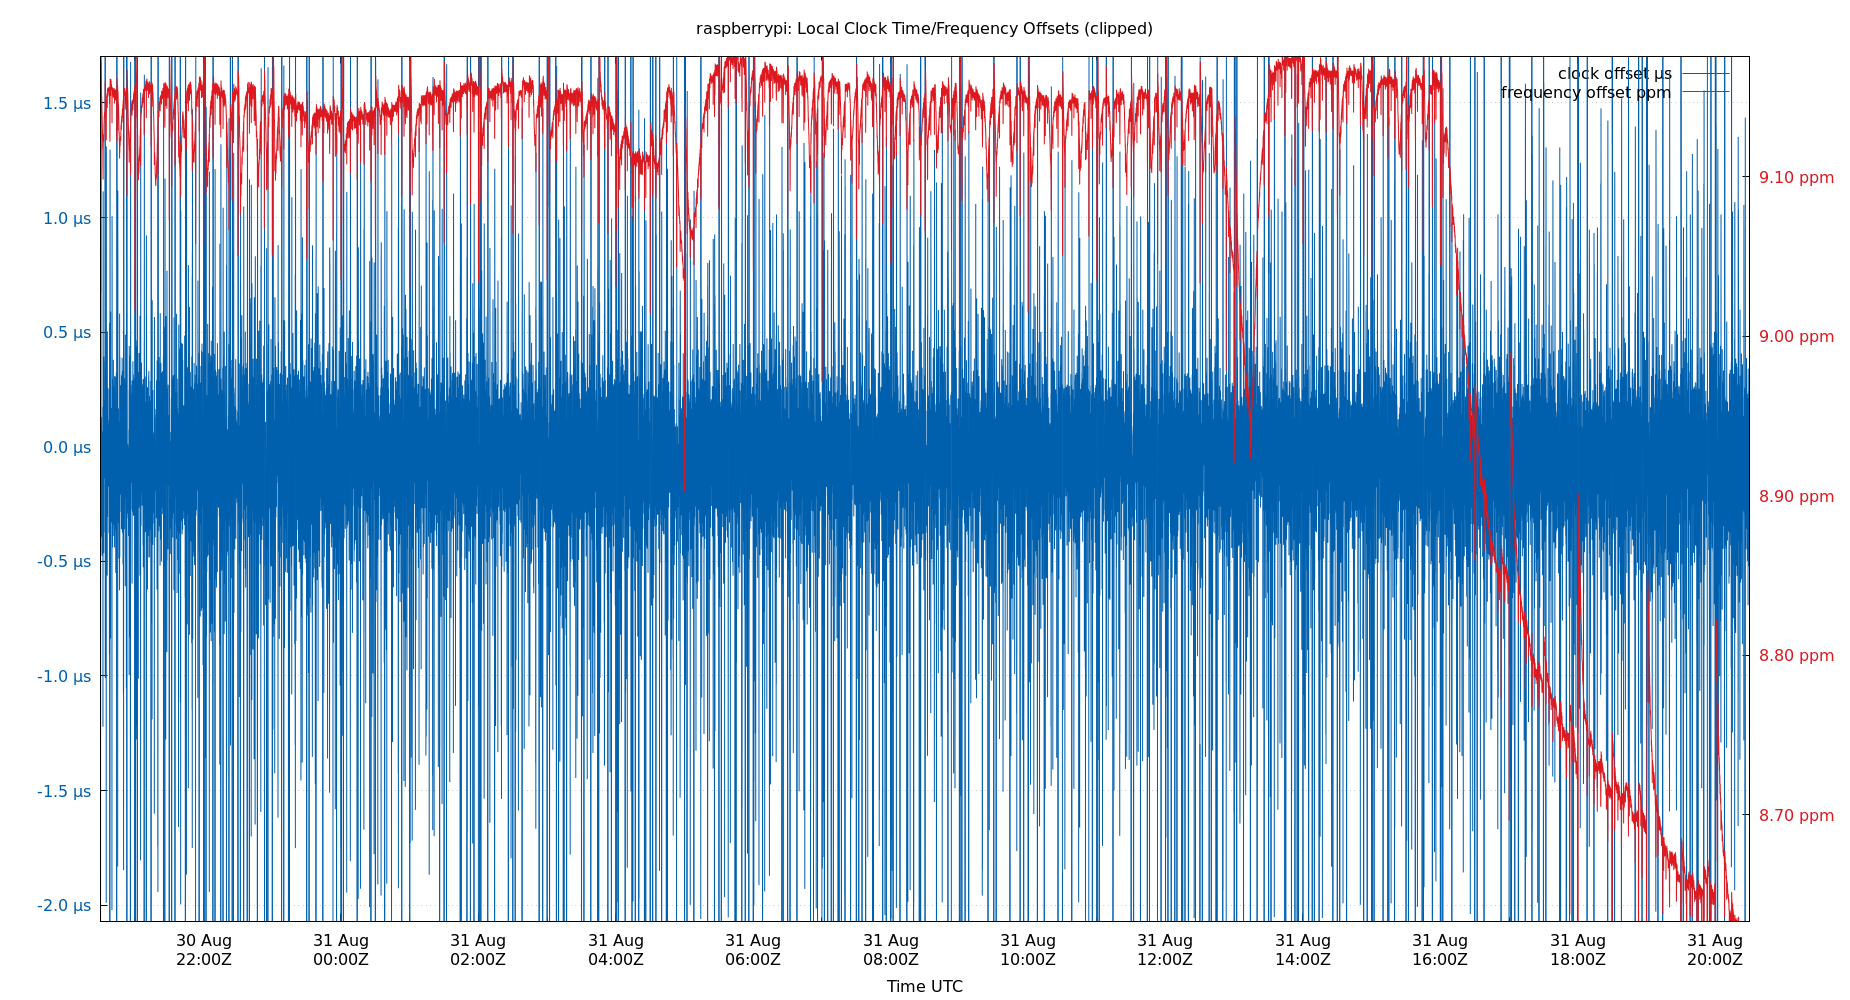 raspberrypi: Local Clock Time/Frequency Offsets (clipped)
clock offset µs
frequency offset ppm
1.5 µs
1.0 µs
0.5 µs
0.0 µs
-0.5 µs
-1.0 µs
-1.5 µs
-2.0 µs
9.10 ppm
9.00 ppm
8.90 ppm
8.80 ppm
8.70 ppm
30 Aug 31 Aug 31 Aug 31 Aug 31 Aug 31 Aug 31 Aug 31 Aug 31 Aug 31 Aug 31 Aug 31 Aug
22:00Z 00:00Z 02:00Z 04:00Z 06:00Z 08:00Z 10:00Z 12:00Z 14:00Z 16:00Z 18:00Z 20:00Z
Time UTC